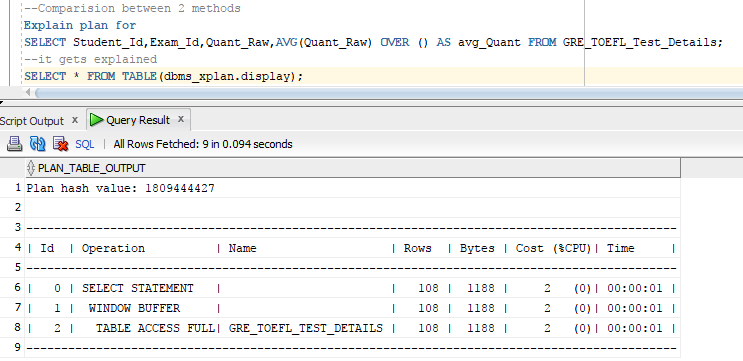 --Comparision between 2 methods
Explain plan for
SELECT Student_Id,Exam_Id,Quant_Raw,AVG(Quant_Raw) OVER () AS avg_Quant FROM GRE_TOEFL_Test_Details;
--it gets explained
SELECT * FROM TABLE(dbms_xplan.display);
Script Output x Query Result x
SQL | All Rows Fetched: 9 in 0.094 seconds
PLAN_TABLE_OUTPUT
1 Plan hash value: 1809444427
2
3 --------------------------------------------------------------------------------------------------
4 | Id | Operation | Name | Rows | Bytes | Cost (%CPU)| Time |
5 --------------------------------------------------------------------------------------------------
6 | 0 | SELECT STATEMENT | | 108 | 1188 | 2 (0)| 00:00:01 |
7 | 1 | WINDOW BUFFER | | 108 | 1188 | 2 (0)| 00:00:01 |
8 | 2 | TABLE ACCESS FULL| GRE_TOEFL_TEST_DETAILS | 108 | 1188 | 2 (0)| 00:00:01 |
9 --------------------------------------------------------------------------------------------------